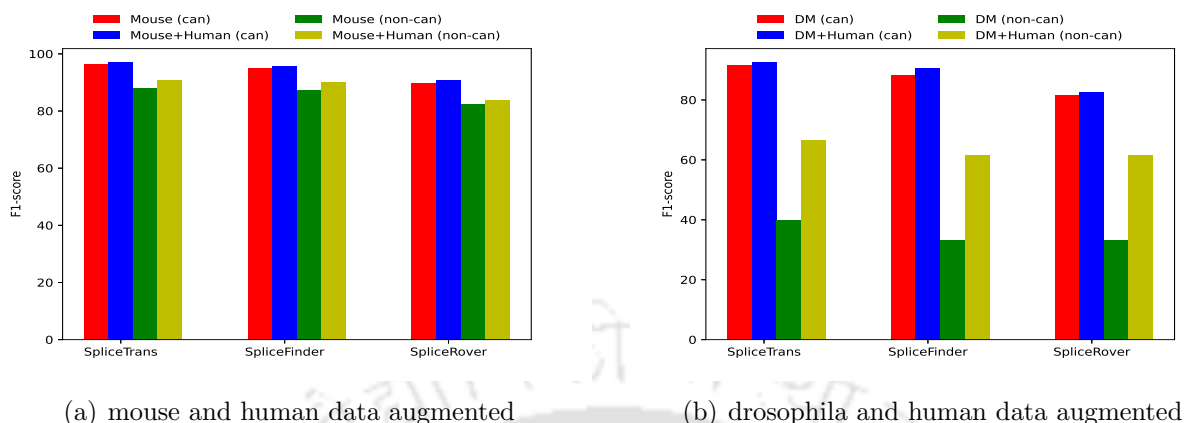 Mouse (can) Mouse (non-can)
Mouse+Human (can) Mouse+Human (non-can)
100
80
60
40
20
0
F1-score
SpliceTrans SpliceFinder SpliceRover
(a) mouse and human data augmented
DM (can) DM (non-can)
DM+Human (can) DM+Human (non-can)
80
60
40
20
0
F1-score
SpliceTrans SpliceFinder SpliceRover
(b) drosophila and human data augmented